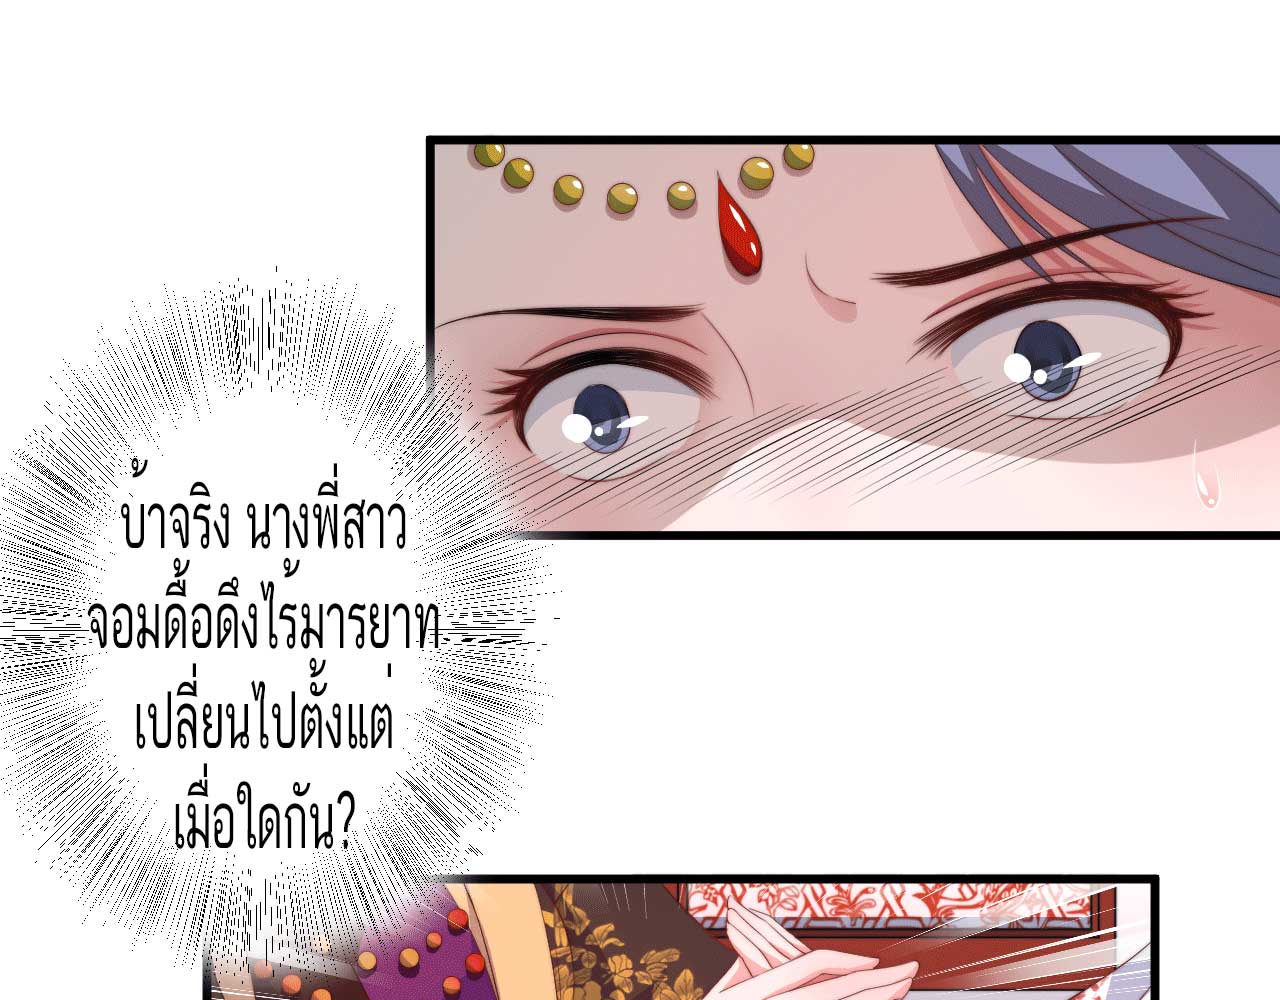 บ้าจริง นางพี่สาว
จอมดื้อดึงไร้มารยาท
เปลี่ยนไปตั้งแต่
เมื่อใดกัน?